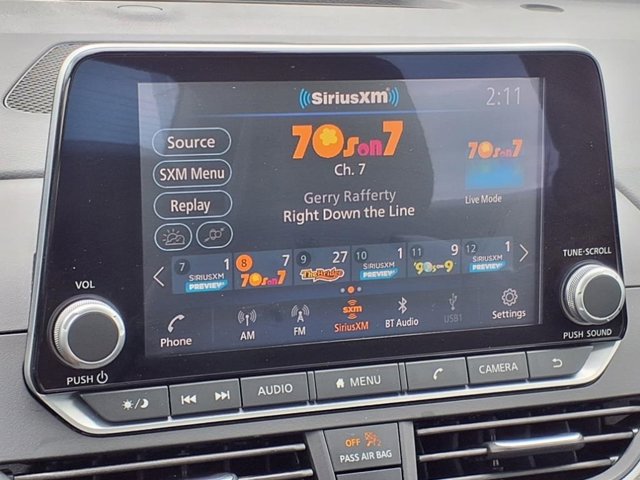 SiriusXM
2:11
Source
70s on 7
Ch. 7
70s on 7
SXM Menu
Gerry Rafferty
Live Mode
Replay
Right Down the Line
7 1 8 7 9 27 10 1 11 9 12 1
SIRIUSXM PREVIEW 70s on 7 The Bridge SIRIUSXM PREVIEW 90s on 9 SIRIUSXM PREVIEW
Phone AM FM sxm SiriusXM BT Audio USB1 Settings
VOL
PUSH
TUNE-SCROLL
PUSH SOUND
AUDIO MENU CAMERA
OFF
PASS AIR BAG